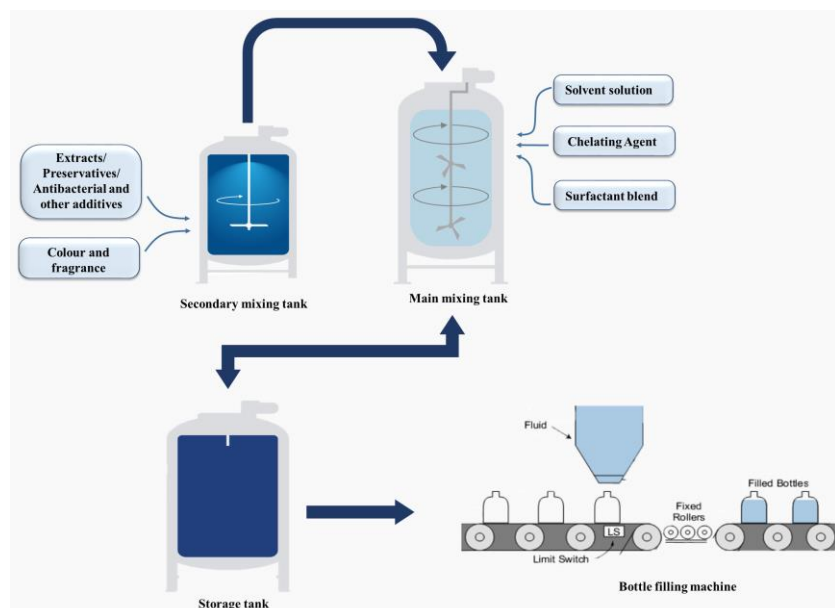 Solvent solution
Extracts/
Preservatives/
Antibacterial and
other additives
Chelating Agent
Surfactant blend
Colour and
fragrance
Secondary mixing tank
Main mixing tank
Fluid
Filled Bottles
Fixed
Rollers
LS
Limit Switch
Bottle filling machine
Storage tank